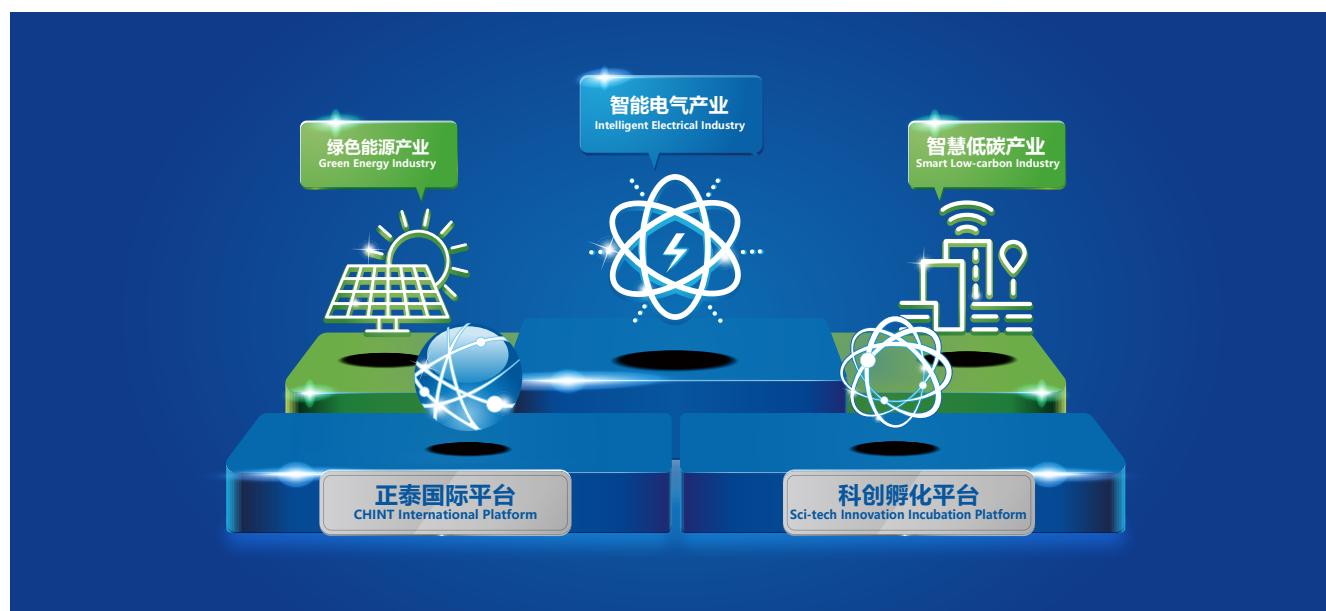 智能电气产业
Intelligent Electrical Industry
绿色能源产业
Green Energy Industry
智慧低碳产业
Smart Low-carbon Industry
正泰国际平台
CHINT International Platform
科创孵化平台
Sci-tech Innovation Incubation Platform